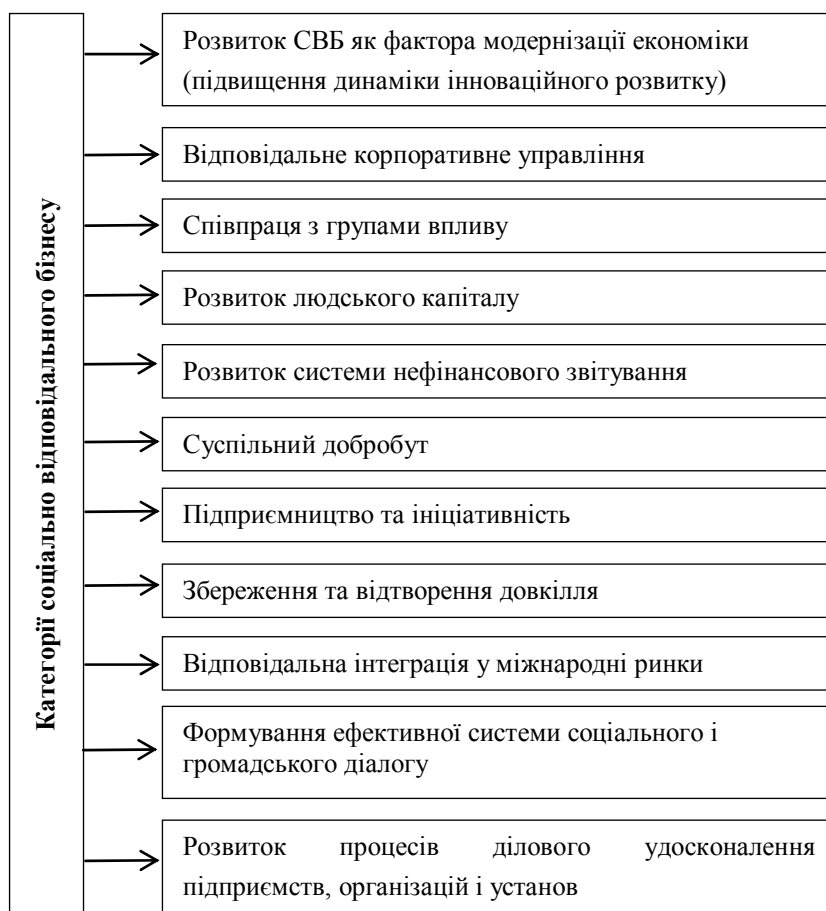 Категорії соціально відповідального бізнесу
Розвиток СВБ як фактора модернізації економіки
(підвищення динаміки інноваційного розвитку)
Відповідальне корпоративне управління
Співпраця з групами впливу
Розвиток людського капіталу
Розвиток системи нефінансового звітування
Суспільний добробут
Підприємництво та ініціативність
Збереження та відтворення довкілля
Відповідальна інтеграція у міжнародні ринки
Формування ефективної системи соціального і
громадського діалогу
Розвиток процесів ділового удосконалення
підприємств, організацій і установ